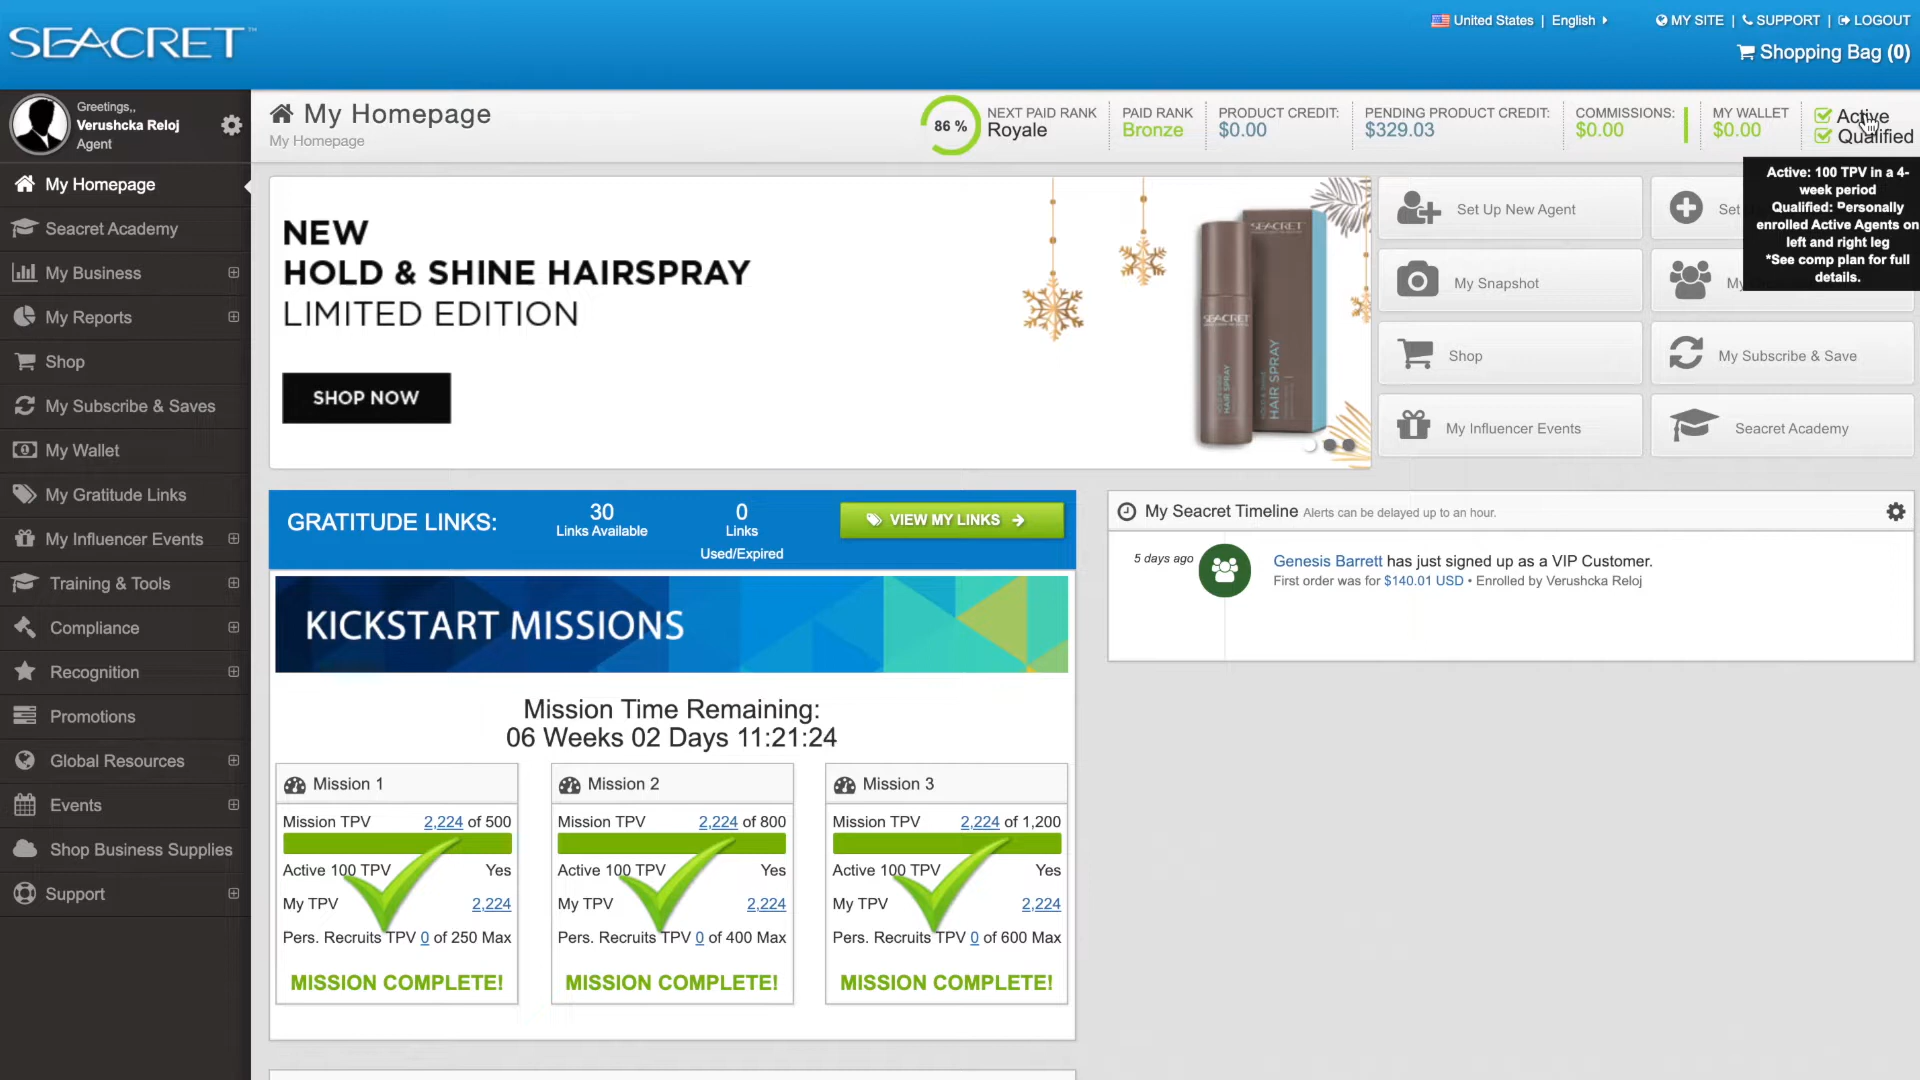 United States | English
MY SITE | SUPPORT | LOGOUT
SEACRET™
Shopping Bag (0)
Greetings,,
Verushcka Reloj
Agent
My Homepage
My Homepage
86 %
NEXT PAID RANK
Royale
PAID RANK
Bronze
PRODUCT CREDIT:
$0.00
PENDING PRODUCT CREDIT:
$329.03
COMMISSIONS:
$0.00
MY WALLET
$0.00
Active
Qualified
Active: 100 TPV in a 4-
week period
Qualified: Personally
enrolled Active Agents on
left and right leg
*See comp plan for full
details.
My Homepage
Seacret Academy
My Business
My Reports
Shop
My Subscribe & Saves
My Wallet
My Gratitude Links
My Influencer Events
Training & Tools
Compliance
Recognition
Promotions
Global Resources
Events
Shop Business Supplies
Support
NEW
HOLD & SHINE HAIRSPRAY
LIMITED EDITION
SHOP NOW
SEACRET
SEACRET
HAIR SPRAY
HOLD & SHINE
HAIR SPRAY
Set Up New Agent
Set
My Snapshot
My
Shop
My Subscribe & Save
My Influencer Events
Seacret Academy
GRATITUDE LINKS:
30
Links Available
0
Links
Used/Expired
VIEW MY LINKS
KICKSTART MISSIONS
Mission Time Remaining:
06 Weeks 02 Days 11:21:24
Mission 1
Mission TPV 2,224 of 500
Active 100 TPV Yes
My TPV 2,224
Pers. Recruits TPV 0 of 250 Max
MISSION COMPLETE!
Mission 2
Mission TPV 2,224 of 800
Active 100 TPV Yes
My TPV 2,224
Pers. Recruits TPV 0 of 400 Max
MISSION COMPLETE!
Mission 3
Mission TPV 2,224 of 1,200
Active 100 TPV Yes
My TPV 2,224
Pers. Recruits TPV 0 of 600 Max
MISSION COMPLETE!
My Seacret Timeline Alerts can be delayed up to an hour.
5 days ago
Genesis Barrett has just signed up as a VIP Customer.
First order was for $140.01 USD • Enrolled by Verushcka Reloj